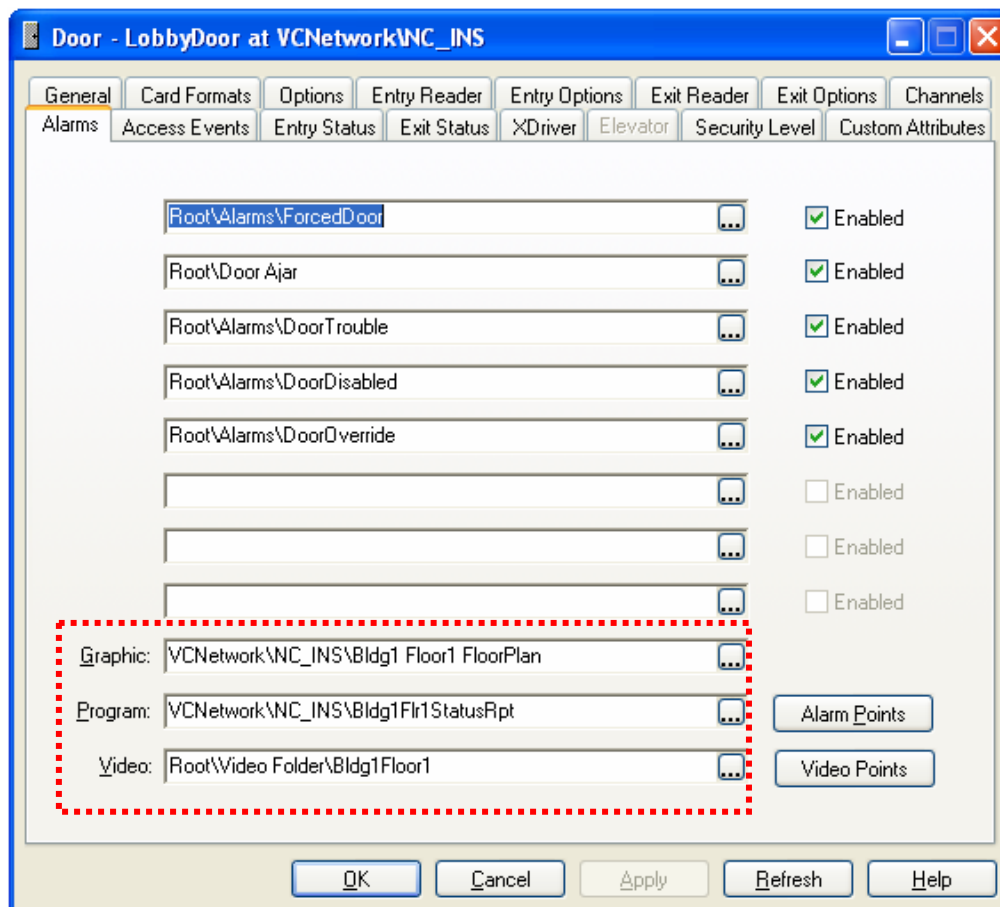 Door - LobbyDoor at VCNetwork\NC_INS
General Card Formats Options Entry Reader Entry Options Exit Reader Exit Options Channels
Alarms Access Events Entry Status Exit Status XDriver Elevator Security Level Custom Attributes
Root\Alarms\ForcedDoor ... Enabled
Root\Door Ajar ... Enabled
Root\Alarms\DoorTrouble ... Enabled
Root\Alarms\DoorDisabled ... Enabled
Root\Alarms\DoorOverride ... Enabled
... Enabled
... Enabled
... Enabled
Graphic: VCNetwork\NC_INS\Bldg1 Floor1 FloorPlan ...
Program: VCNetwork\NC_INS\Bldg1Flr1StatusRpt ... Alarm Points
Video: Root\Video Folder\Bldg1Floor1 ... Video Points
OK Cancel Apply Refresh Help